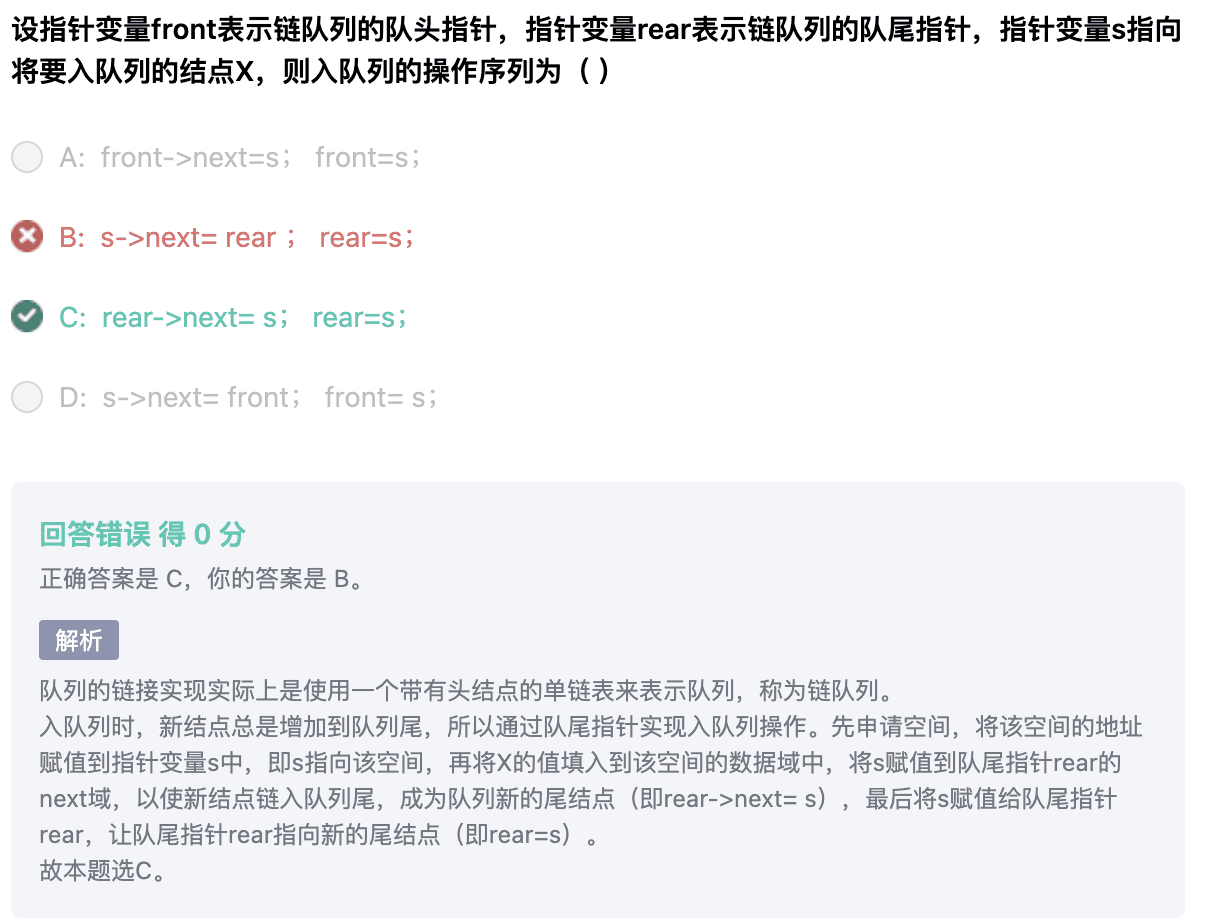 设指针变量front表示链队列的队头指针，指针变量rear表示链队列的队尾指针，指针变量s指向
将要入队列的结点X，则入队列的操作序列为（ ）
A: front->next=s； front=s；
B: s->next= rear ； rear=s；
C: rear->next= s； rear=s；
D: s->next= front； front= s；
回答错误 得 0 分
正确答案是 C，你的答案是 B。
解析
队列的链接实现实际上是使用一个带有头结点的单链表来表示队列，称为链队列。
入队列时，新结点总是增加到队列尾，所以通过队尾指针实现入队列操作。先申请空间，将该空间的地址
赋值到指针变量s中，即s指向该空间，再将X的值填入到该空间的数据域中，将s赋值到队尾指针rear的
next域，以使新结点链入队列尾，成为队列新的尾结点（即rear->next= s），最后将s赋值给队尾指针
rear，让队尾指针rear指向新的尾结点（即rear=s）。
故本题选C。